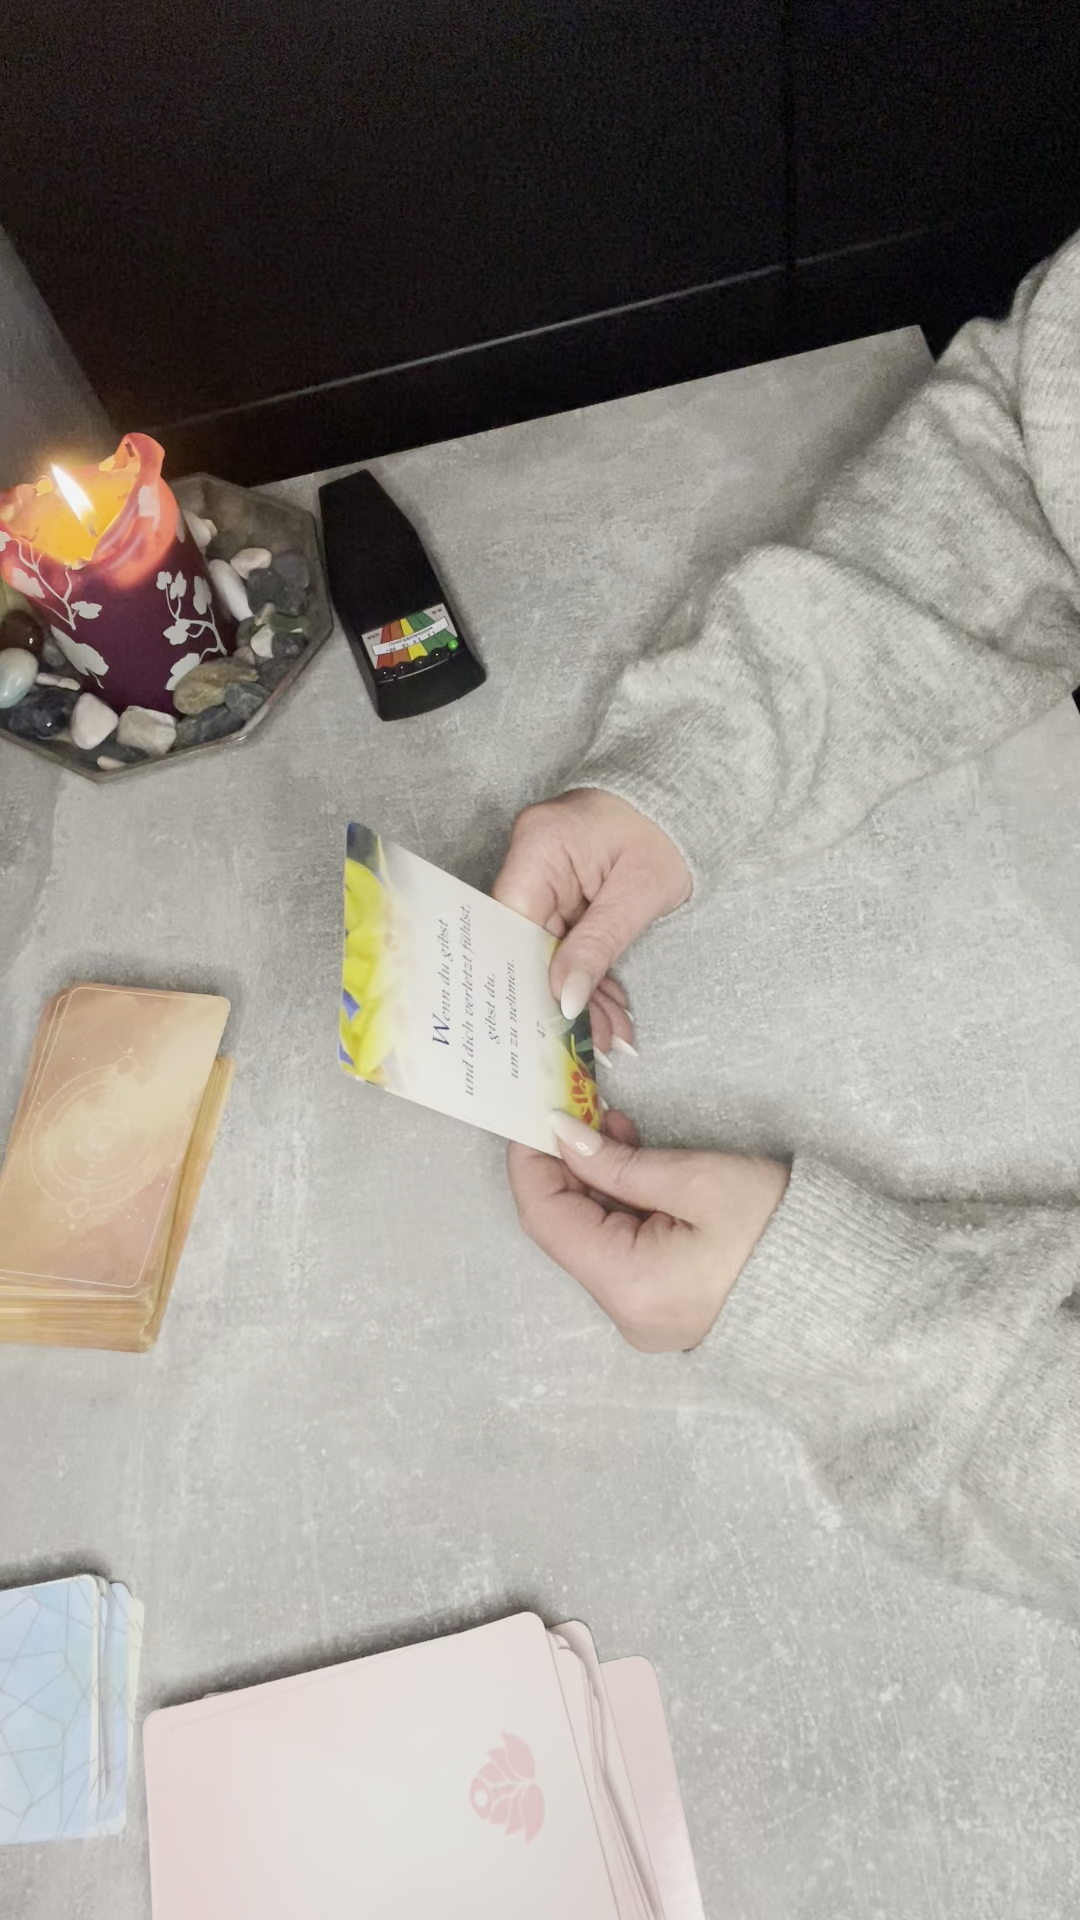 Wenn du gibst
und dich verletzt fühlst,
gibst du,
um zu nehmen.
47